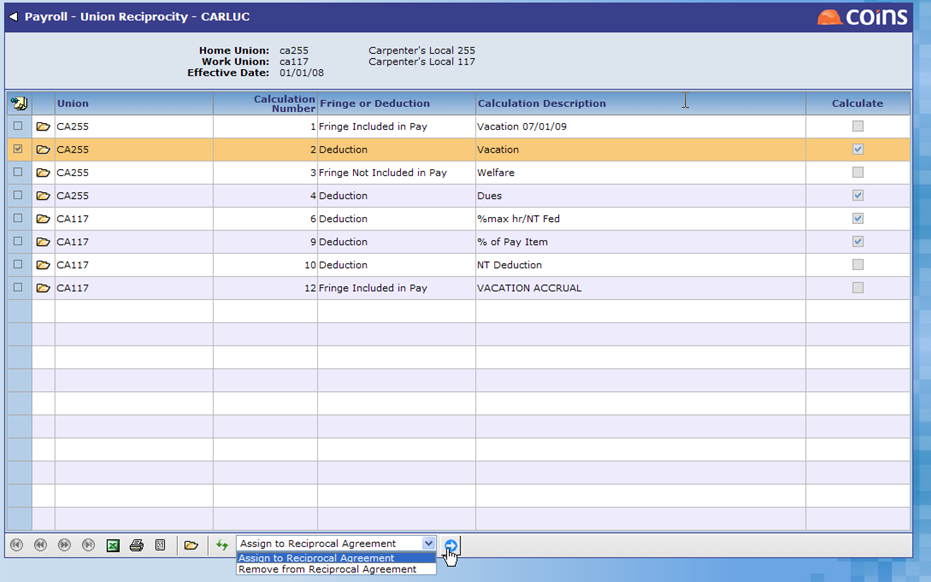 Payroll - Union Reciprocity - CARLUC
COINS
Home Union: ca255 Carpenter's Local 255
Work Union: ca117 Carpenter's Local 117
Effective Date: 01/01/08
Union Calculation Number Fringe or Deduction Calculation Description Calculate
CA255 1 Fringe Included in Pay Vacation 07/01/09
CA255 2 Deduction Vacation
CA255 3 Fringe Not Included in Pay Welfare
CA255 4 Deduction Dues
CA117 6 Deduction %max hr/NT Fed
CA117 9 Deduction % of Pay Item
CA117 10 Deduction NT Deduction
CA117 12 Fringe Included in Pay VACATION ACCRUAL
Assign to Reciprocal Agreement
Assign to Reciprocal Agreement
Remove from Reciprocal Agreement